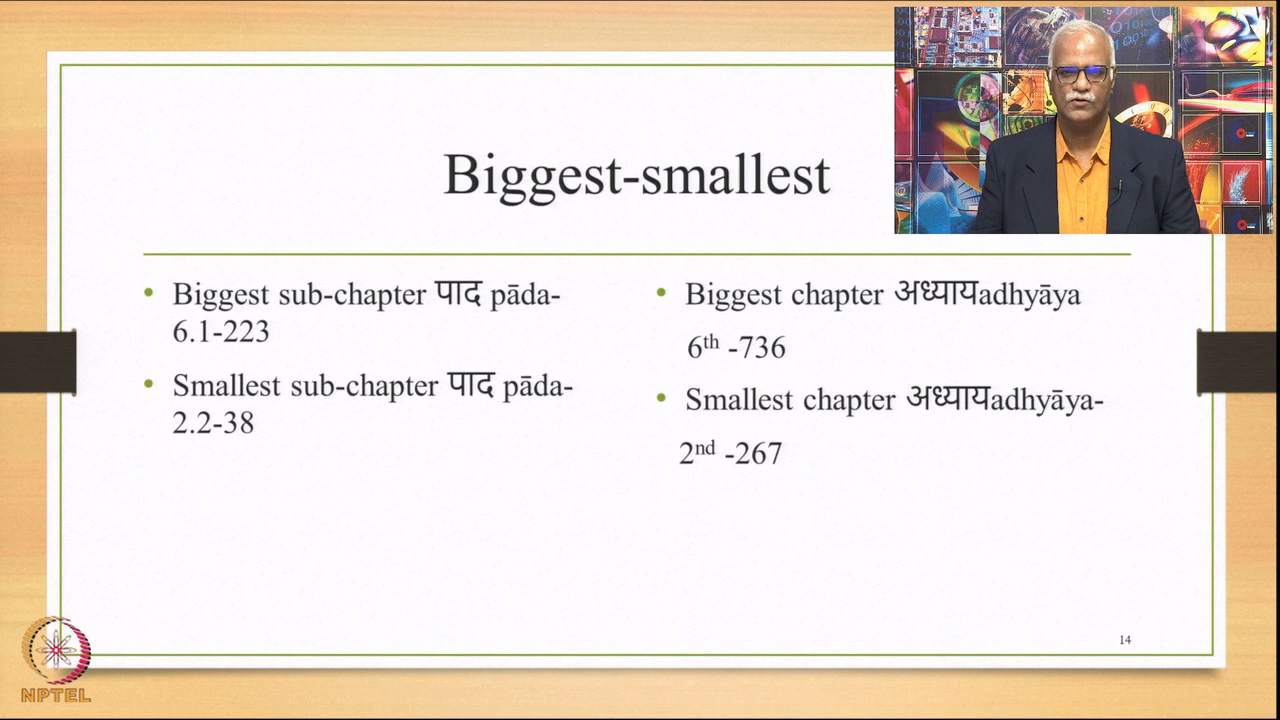 Biggest-smallest
• Biggest sub-chapter पाद pāda-
6.1-223
• Smallest sub-chapter पाद pāda-
2.2-38
• Biggest chapter अध्यायadhyāya
6th -736
• Smallest chapter अध्यायadhyāya-
2nd -267
14
NPTEL